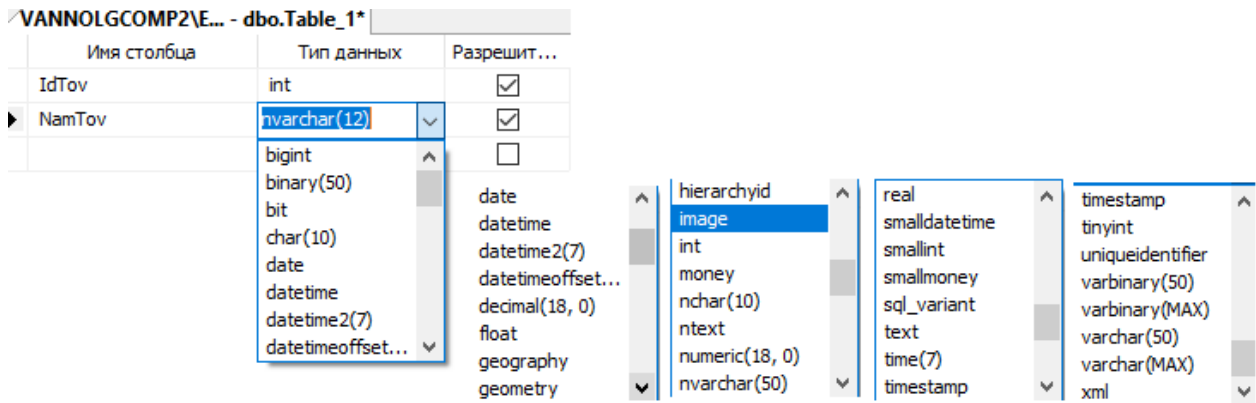 VANNOLGCOMP2\E... - dbo.Table_1*
Имя столбца Тип данных Разрешит...
IdTov int
NamTov nvarchar(12)
bigint
binary(50)
bit
char(10)
date
datetime
datetime2(7)
datetimeoffset...
date
datetime
datetime2(7)
datetimeoffset...
decimal(18, 0)
float
geography
geometry
hierarchyid
image
int
money
nchar(10)
ntext
numeric(18, 0)
nvarchar(50)
real
smalldatetime
smallint
smallmoney
sql_variant
text
time(7)
timestamp
timestamp
tinyint
uniqueidentifier
varbinary(50)
varbinary(MAX)
varchar(50)
varchar(MAX)
xml